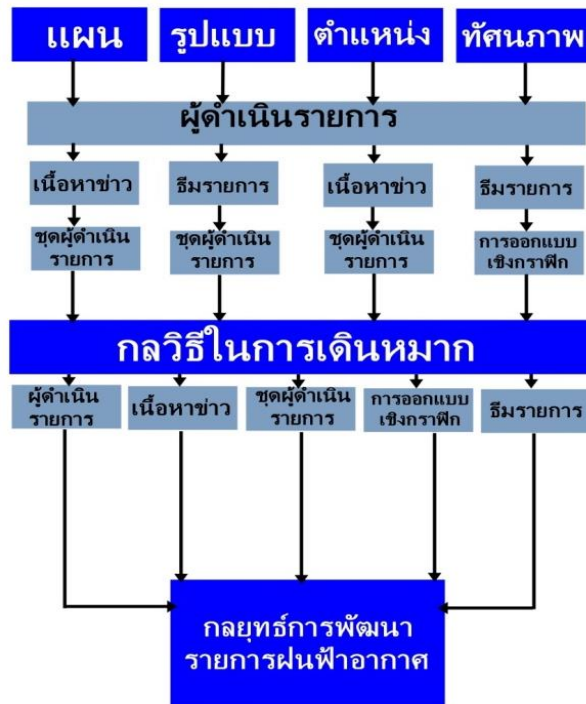 แผน
รูปแบบ
ตำแหน่ง
ทัศนภาพ
ผู้ดำเนินรายการ
เนื้อหาข่าว
ธีมรายการ
เนื้อหาข่าว
ธีมรายการ
ชุดผู้ดำเนิน
รายการ
ชุดผู้ดำเนิน
รายการ
ชุดผู้ดำเนิน
รายการ
การออกแบบ
เชิงกราฟิก
กลวิธีในการเดินหมาก
ผู้ดำเนิน
รายการ
เนื้อหาข่าว
ชุดผู้ดำเนิน
รายการ
การออกแบบ
เชิงกราฟิก
ธีมรายการ
กลยุทธ์การพัฒนา
รายการฝนฟ้าอากาศ